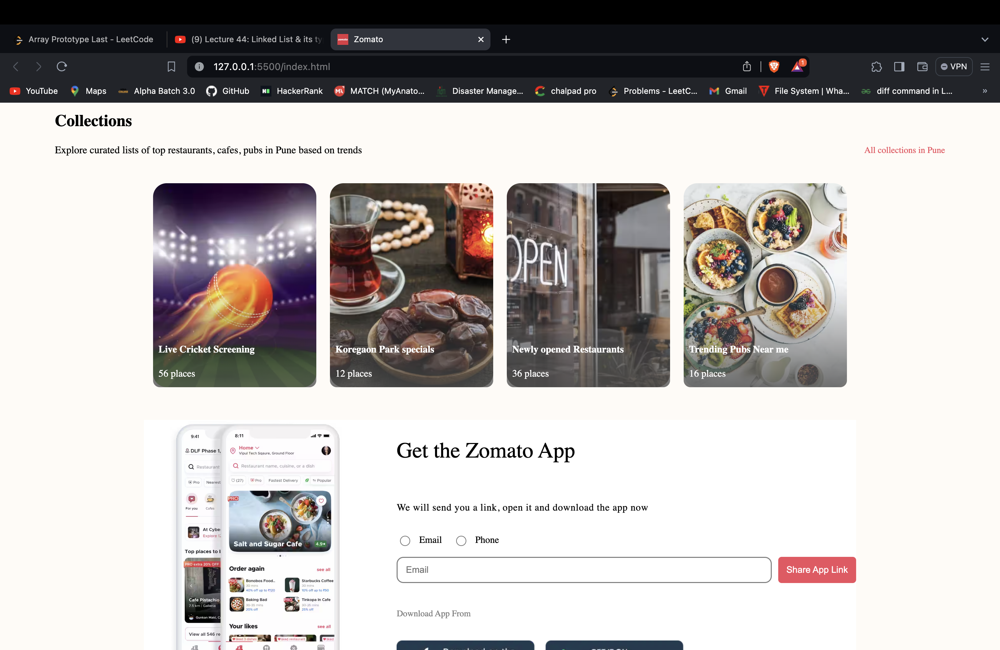 Array Prototype Last - LeetCode
(9) Lecture 44: Linked List & its ty
zomato
Zomato
127.0.0.1:5500/index.html
1
VPN
YouTube
Maps
Alpha Batch 3.0
GitHub
HackerRank
MATCH (MyAnato...
Disaster Manage...
chalpad pro
Problems - LeetC...
Gmail
File System | Wha...
diff command in L...
»
Collections
Explore curated lists of top restaurants, cafes, pubs in Pune based on trends
All collections in Pune
OPEN
Live Cricket Screening
56 places
Koregaon Park specials
12 places
Newly opened Restaurants
36 places
Trending Pubs Near me
16 places
9:41
DLF Phase 1,
Restaurant
Pro
Nearest
For you
Cafes
At Cybe
Explore 12
Top places to
PRO extra 20% OFF
Cafe Pistachio
7.5 km | Galleria
Gunkan Maki, C
View all 546 re
8:11
Home
Vipul Tech Sqaure, Ground Floor
Restaurant name, cuisine, or a dish
(27)
Pro
Fastest Delivery
Popular
PRO
Salt and Sugar Cafe
4.9★
Order again
see all
PRO
Bonobos Food..
30 mins
40% off up to ₹120
Starbucks Coffee
30 mins
10% off up to ₹50
Baking Bad
30-35 mins
20% off
PRO
Tinkopa In Cafe
30-35 mins
25% off
Your likes
see all
liked 3 dishes
liked restaurant
liked
Get the Zomato App
We will send you a link, open it and download the app now
Email
Phone
Email
Share App Link
Download App From
Download on the
GET IT ON